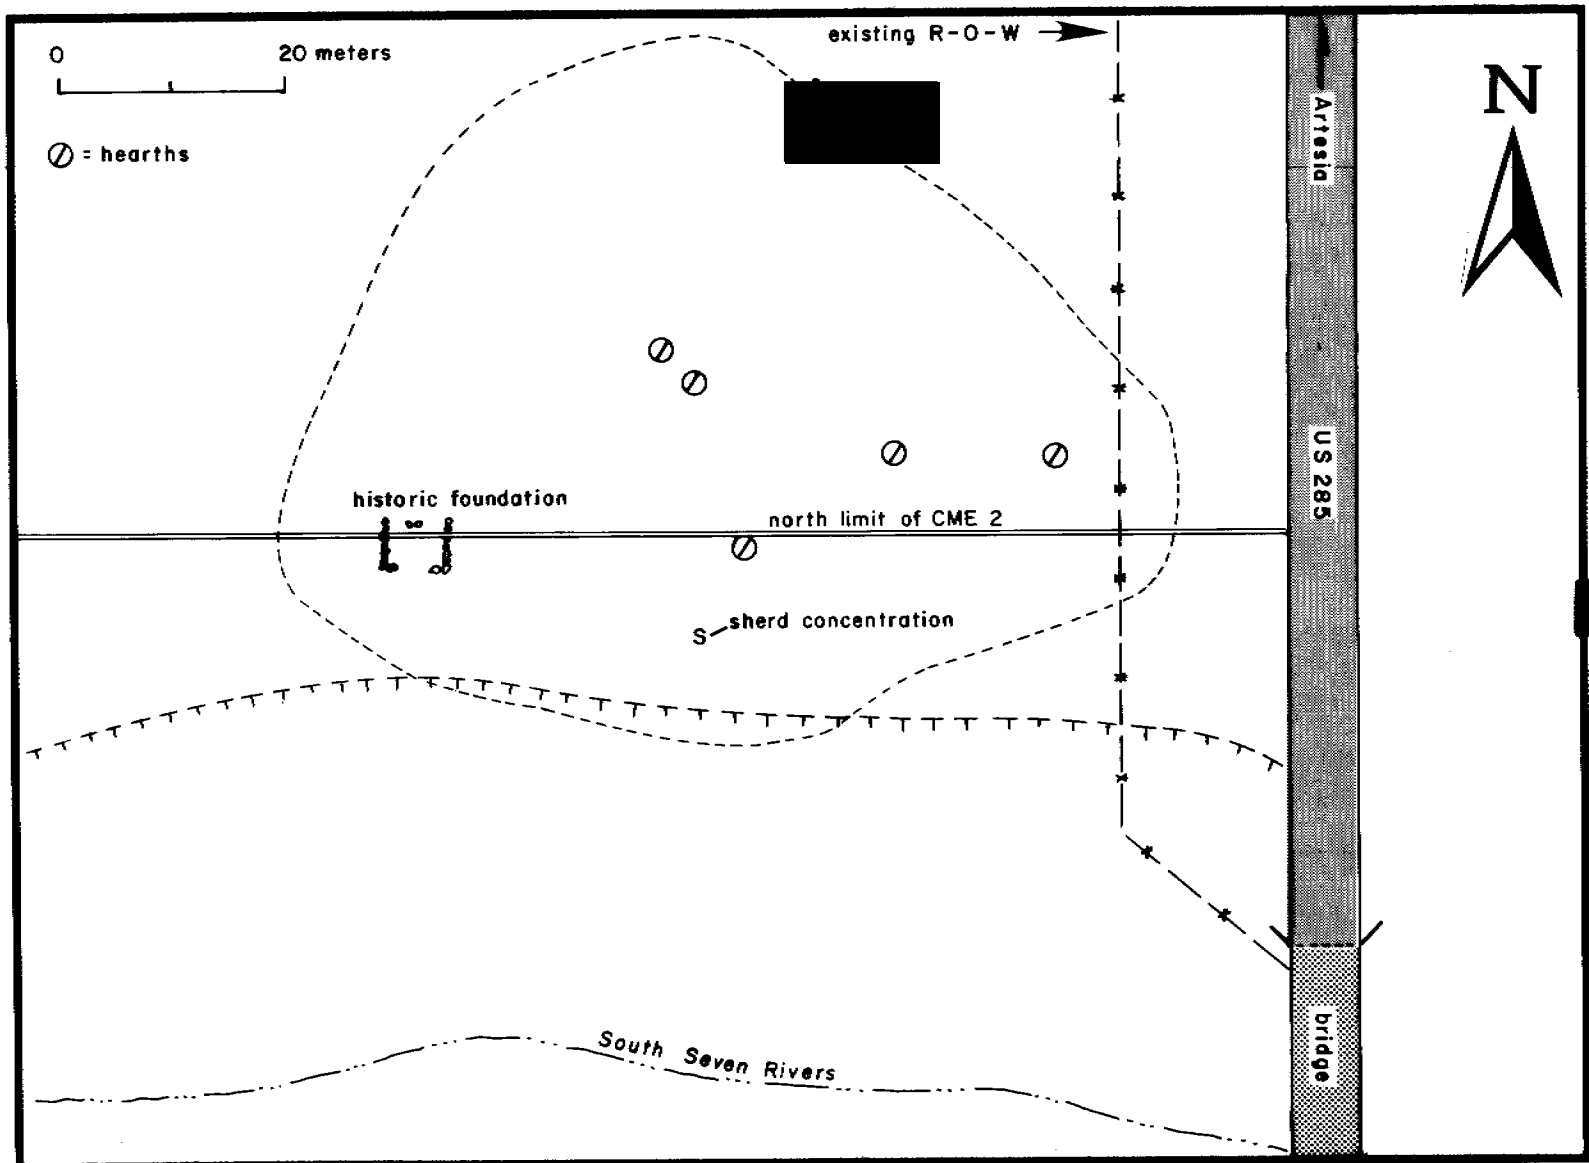 existing R-O-W
0 20 meters
N
= hearths
Artesia
US 285
historic foundation
north limit of CME 2
S
sherd concentration
bridge
South Seven Rivers